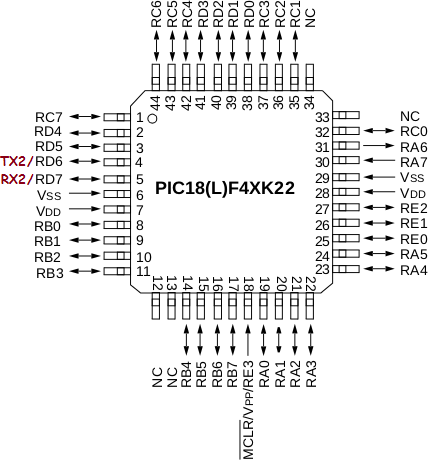 RC6
RC5
RC4
RD3
RD2
RD1
RD0
RC3
RC2
RC1
NC
44
43
42
41
40
39
38
37
36
35
34
RC7 1
RD4 2
RD5 3
TX2/RD6 4
RX2/RD7 5
VSS 6
VDD 7
RB0 8
RB1 9
RB2 10
RB3 11
PIC18(L)F4XK22
33 NC
32 RC0
31 RA6
30 RA7
29 VSS
28 VDD
27 RE2
26 RE1
25 RE0
24 RA5
23 RA4
12
13
14
15
16
17
18
19
20
21
22
NC
NC
RB4
RB5
RB6
RB7
MCLR/VPP/RE3
RA0
RA1
RA2
RA3